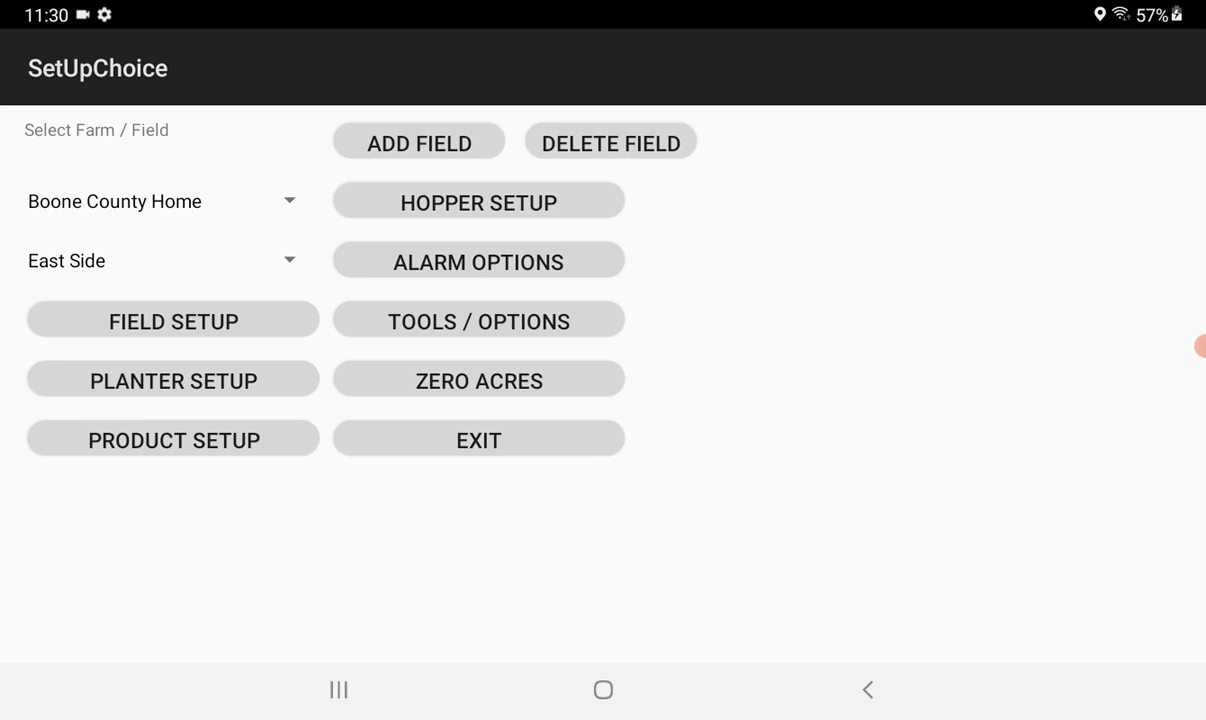 11:30
57%
SetUpChoice
Select Farm / Field
ADD FIELD
DELETE FIELD
Boone County Home
HOPPER SETUP
East Side
ALARM OPTIONS
FIELD SETUP
TOOLS / OPTIONS
PLANTER SETUP
ZERO ACRES
PRODUCT SETUP
EXIT